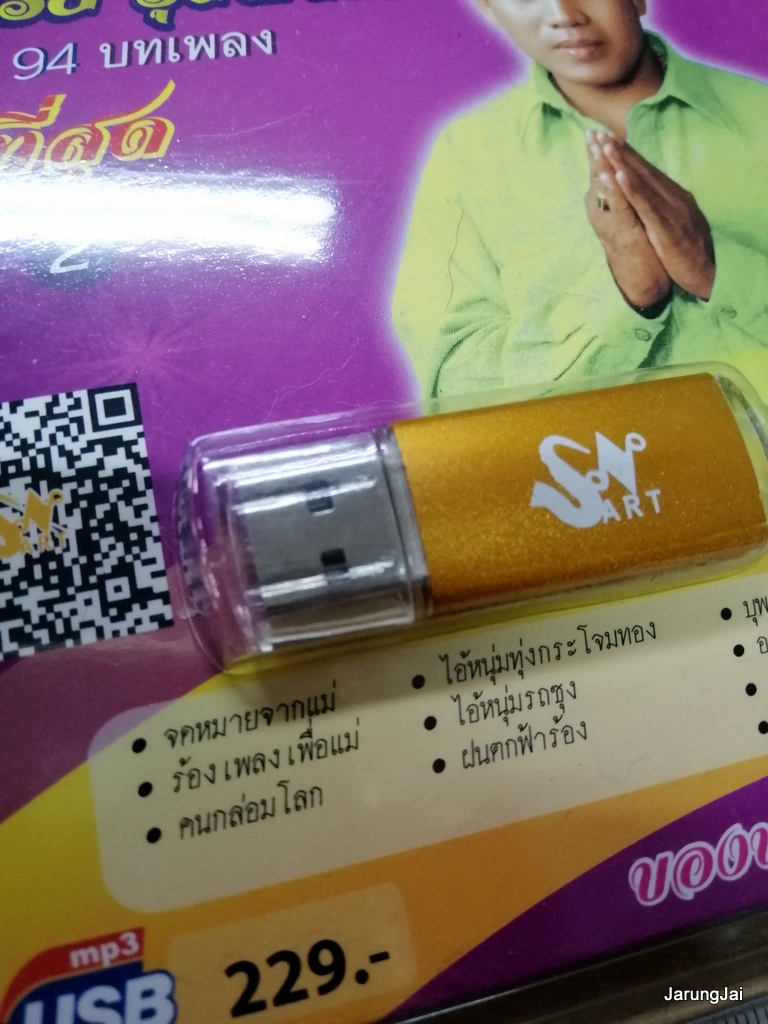 94 บทเพลง
ที่สุด
2
SN ART
SN ART
จดหมายจากแม่
ร้อง เพลง เพื่อแม่
คนกล่อมโลก
ไอ้หนุ่มทุ่งกระโจมทอง
ไอ้หนุ่มรถซุง
ฝนตกฟ้าร้อง
mp3
USB
229.-
JarungJai